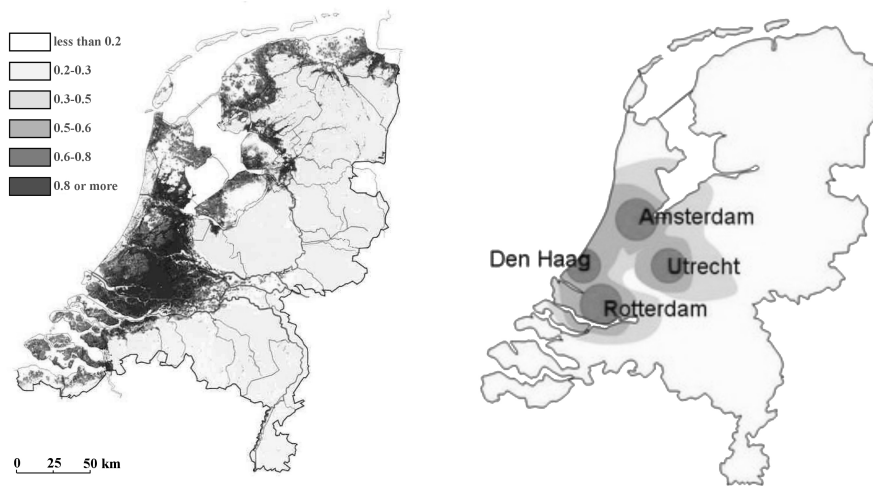 less than 0.2
0.2-0.3
0.3-0.5
0.5-0.6
0.6-0.8
0.8 or more
0 25 50 km
Amsterdam
Den Haag
Utrecht
Rotterdam